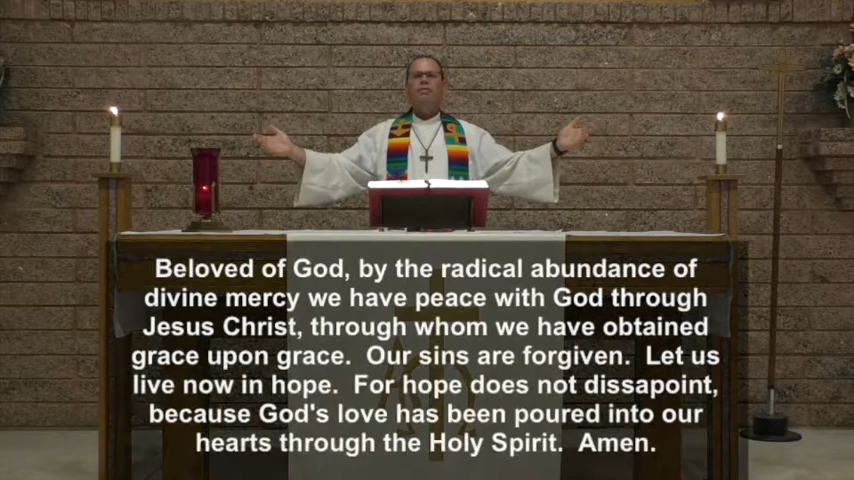 Beloved of God, by the radical abundance of
divine mercy we have peace with God through
Jesus Christ, through whom we have obtained
grace upon grace.  Our sins are forgiven.  Let us
live now in hope.  For hope does not dissapoint,
because God's love has been poured into our
hearts through the Holy Spirit.  Amen.